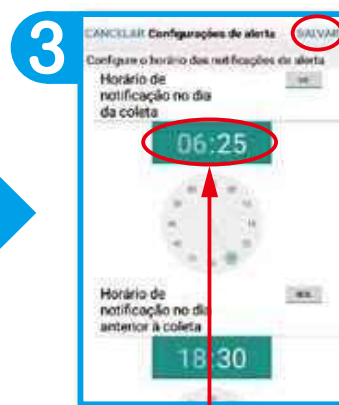 3
CANCELAR Configurações de alerta SALVAR
Configure o horário das notificações de alerta
Horário de
notificação no dia
da coleta
06:25
Horário de
notificação no dia
anterior à coleta
18:30